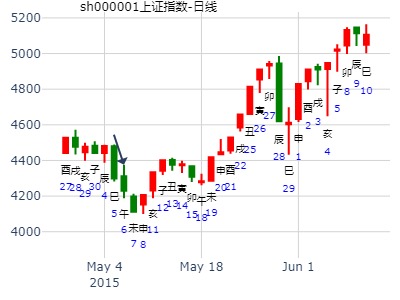 sh000001上证指数-日线
5200
5000
4800
4600
4400
4200
4000
酉
27
戌
28
亥
29
子
30
辰
4
巳
5
午
6
未
7
申
8
亥
11
子
12
丑
13
寅
14
卯
15
午
18
未
19
申
20
酉
21
戌
22
丑
25
寅
26
卯
27
辰
28
巳
29
申
1
酉
2
戌
3
亥
4
子
5
卯
8
辰
9
巳
10
May 4
2015
May 18
Jun 1